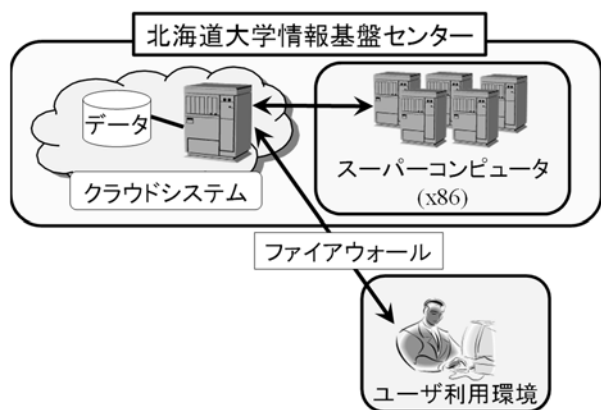 北海道大学情報基盤センター
データ
クラウドシステム
スーパーコンピュータ
(x86)
ファイアウォール
ユーザ利用環境